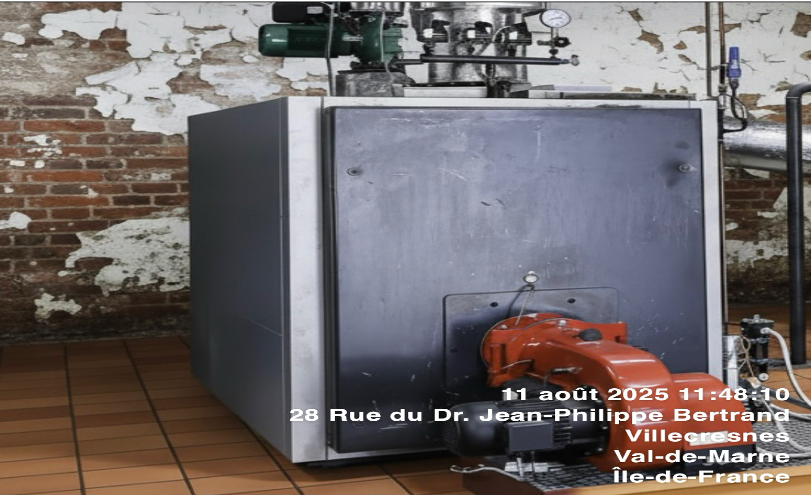 11 août 2025 11:48:10
28 Rue du Dr. Jean-Philippe Bertrand
Villecresnes
Val-de-Marne
Île-de-France